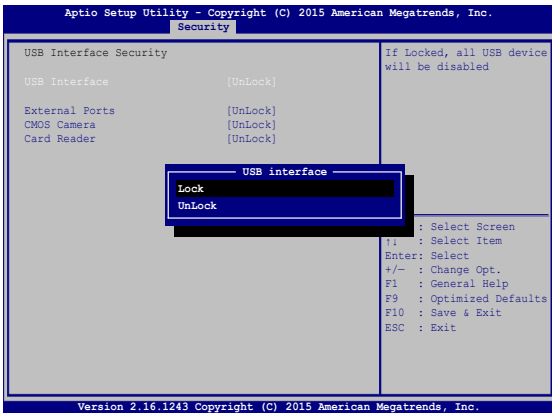 Aptio Setup Utility - Copyright (C) 2015 American Megatrends, Inc.
Security
USB Interface Security
USB Interface [UnLock]
External Ports [UnLock]
CMOS Camera [UnLock]
Card Reader [UnLock]
If Locked, all USB device
will be disabled
USB interface
Lock
UnLock
: Select Screen
↑↓ : Select Item
Enter: Select
+/— : Change Opt.
F1 : General Help
F9 : Optimized Defaults
F10 : Save & Exit
ESC : Exit
Version 2.16.1243 Copyright (C) 2015 American Megatrends, Inc.